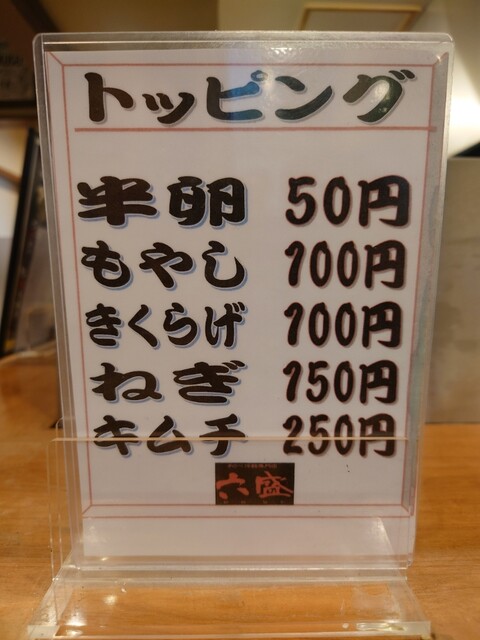 トッピング
半卵 50円
もやし 100円
きくらげ 100円
ねぎ 150円
キムチ 250円
六盛